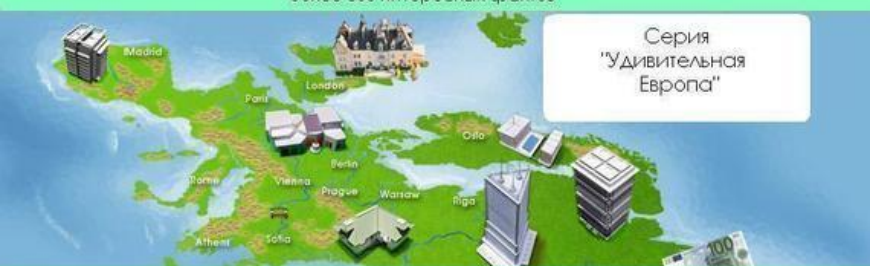 Серия
"Удивительная
Европа"
Madrid
London
Paris
Oslo
Berlin
Rome
Vienna
Prague
Warsaw
Riga
Athens
Sofia
100